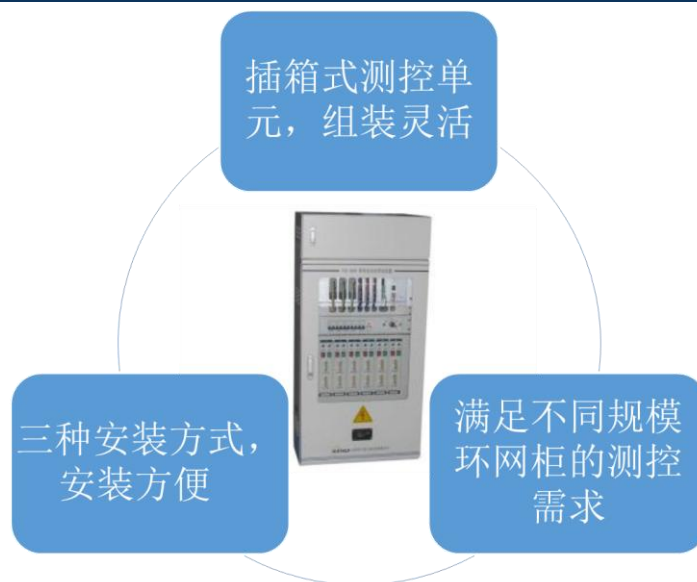 插箱式测控单
元，组装灵活
三种安装方式，
安装方便
满足不同规模
环网柜的测控
需求